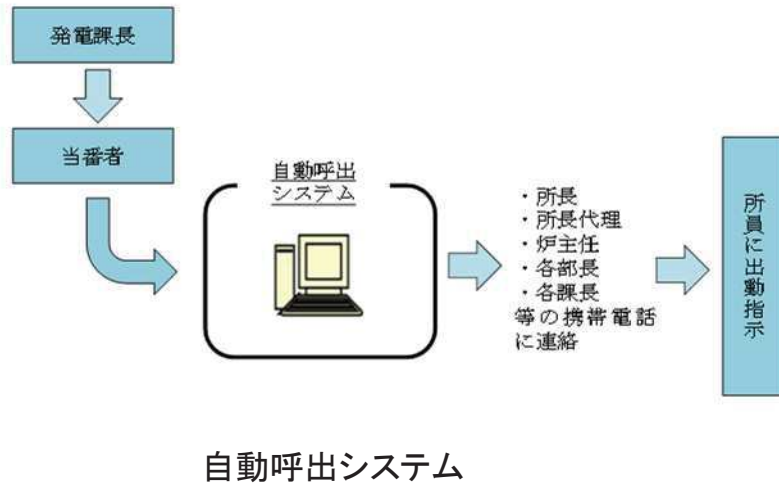 発電課長
当番者
自動呼出
システム
・所長
・所長代理
・炉主任
・各部長
・各課長
等の携帯電話
に連絡
所員に出動指示
自動呼出システム